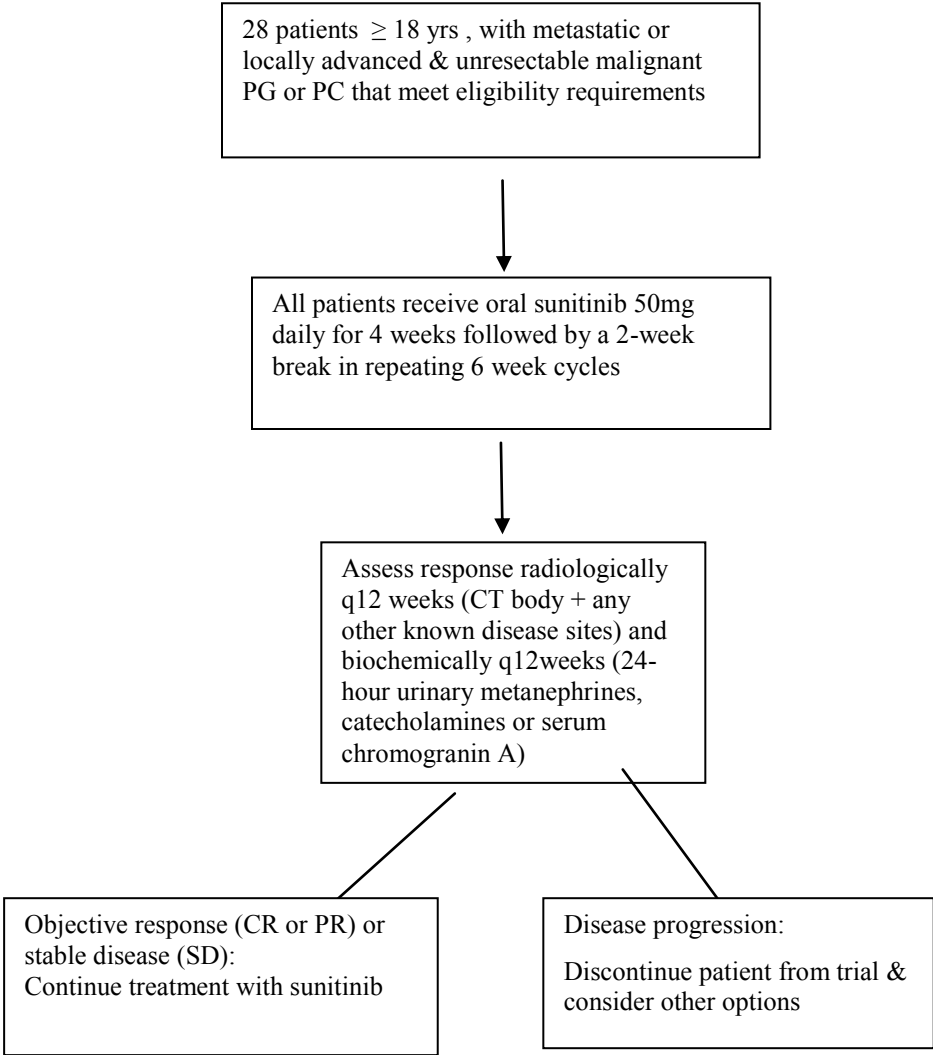 28 patients ≥ 18 yrs , with metastatic or
locally advanced & unresectable malignant
PG or PC that meet eligibility requirements
All patients receive oral sunitinib 50mg
daily for 4 weeks followed by a 2-week
break in repeating 6 week cycles
Assess response radiologically
q12 weeks (CT body + any
other known disease sites) and
biochemically q12weeks (24-
hour urinary metanephrines,
catecholamines or serum
chromogranin A)
Objective response (CR or PR) or
stable disease (SD):
Continue treatment with sunitinib
Disease progression:
Discontinue patient from trial &
consider other options